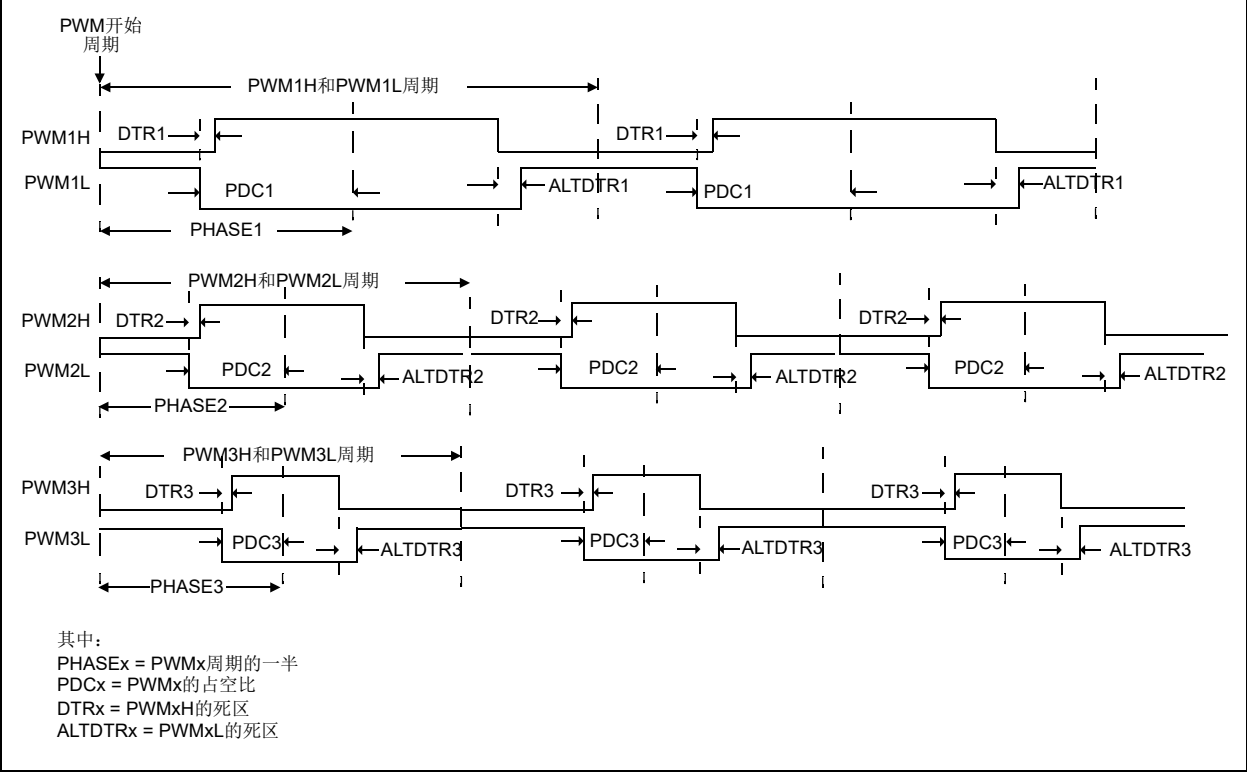 PWM开始
周期
PWM1H和PWM1L周期
PWM1H
DTR1
DTR1
PWM1L
PDC1
ALTDTR1
PDC1
ALTDTR1
PHASE1
PWM2H和PWM2L周期
PWM2H
DTR2
DTR2
DTR2
PWM2L
PDC2
ALTDTR2
PDC2
ALTDTR2
PDC2
ALTDTR2
PHASE2
PWM3H和PWM3L周期
PWM3H
DTR3
DTR3
DTR3
PWM3L
PDC3
ALTDTR3
PDC3
ALTDTR3
PDC3
ALTDTR3
PHASE3
其中：
PHASEx = PWMx周期的一半
PDCx = PWMx的占空比
DTRx = PWMxH的死区
ALTDTRx = PWMxL的死区